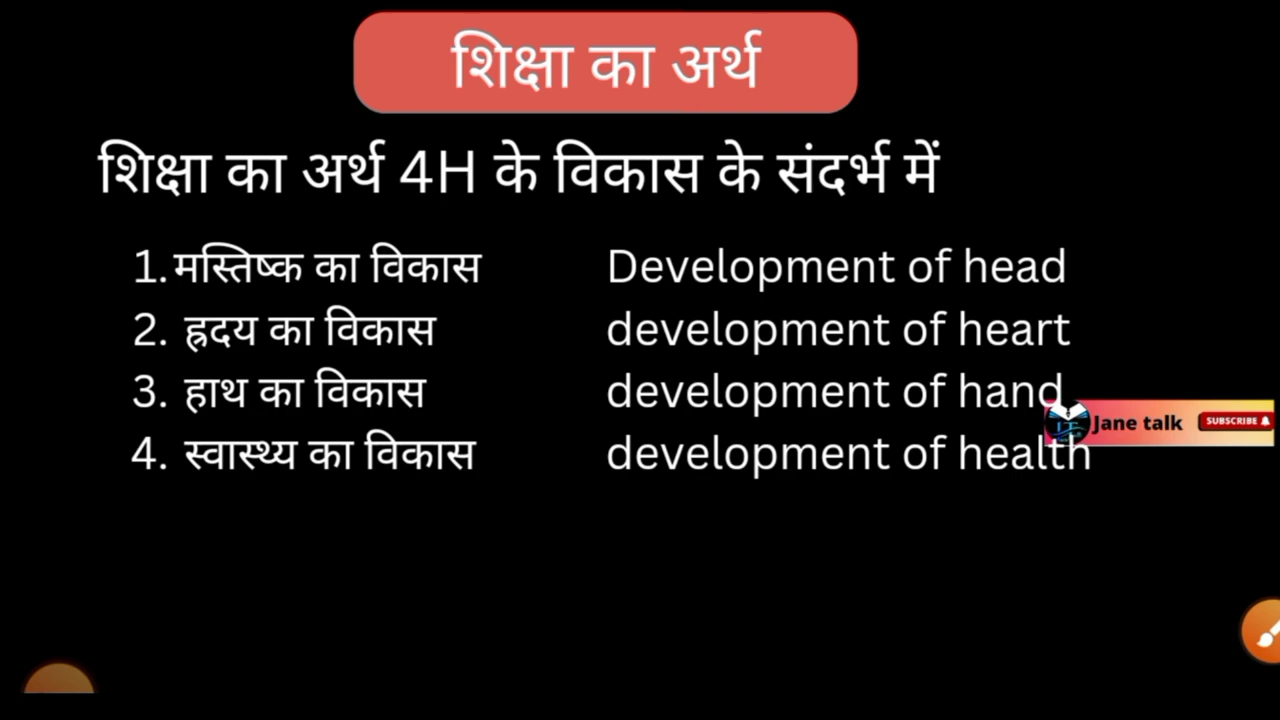 शिक्षा का अर्थ
शिक्षा का अर्थ 4H के विकास के संदर्भ में
1. मस्तिष्क का विकास Development of head
2. ह्रदय का विकास development of heart
3. हाथ का विकास development of hand
Jane talk SUBSCRIBE
4. स्वास्थ्य का विकास development of health